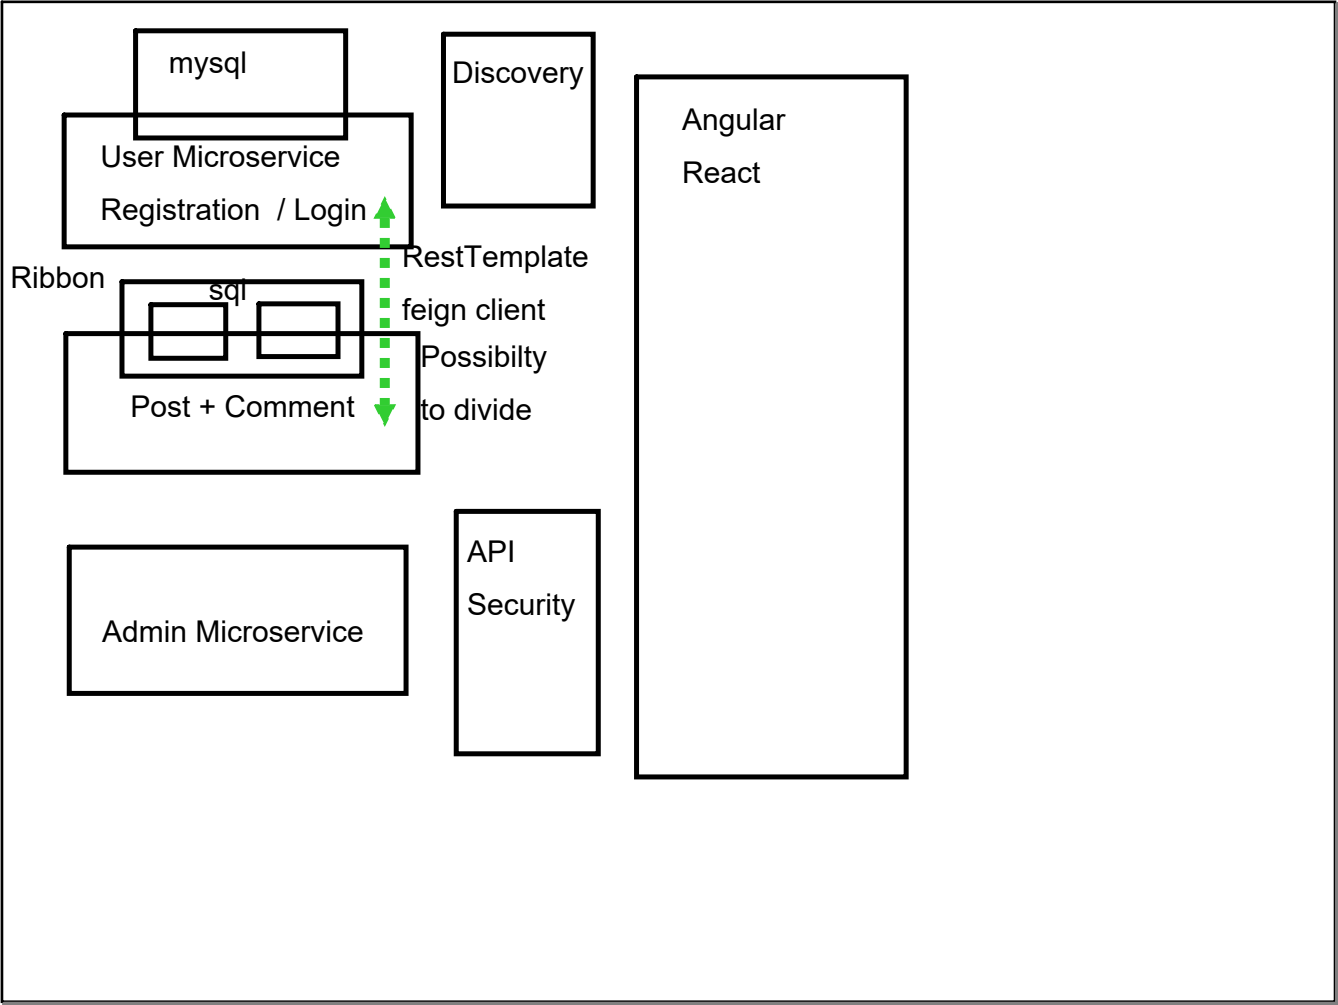 mysql
Discovery
Angular
React
User Microservice
Registration / Login
Ribbon
sql
RestTemplate
feign client
Possibilty
to divide
Post + Comment
API
Security
Admin Microservice